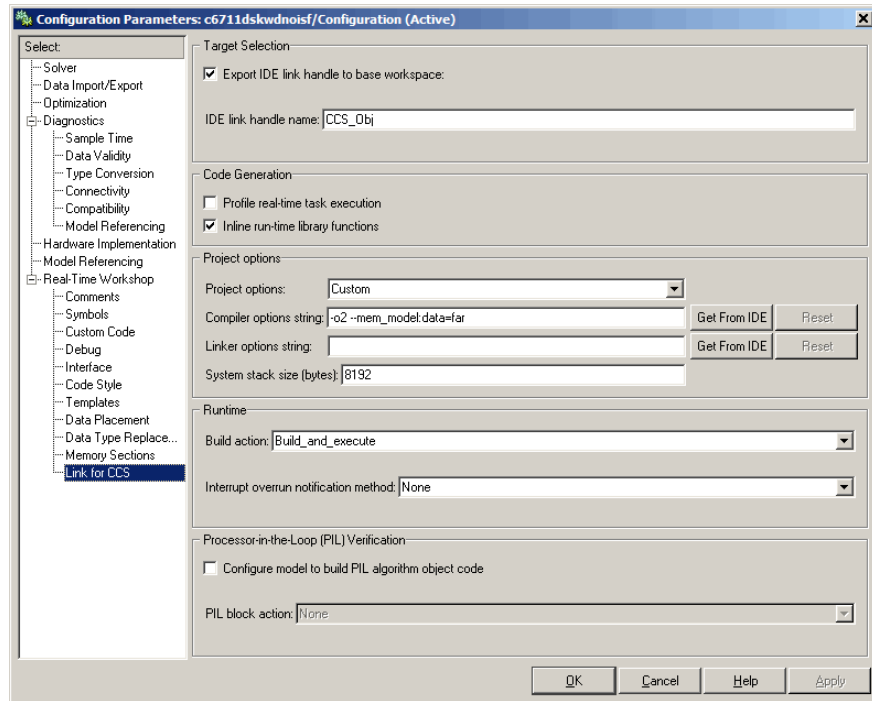 Configuration Parameters: c6711dskwdnoisf/Configuration (Active)
Select:
Solver
Data Import/Export
Optimization
Diagnostics
Sample Time
Data Validity
Type Conversion
Connectivity
Compatibility
Model Referencing
Hardware Implementation
Model Referencing
Real-Time Workshop
Comments
Symbols
Custom Code
Debug
Interface
Code Style
Templates
Data Placement
Data Type Replace...
Memory Sections
Link for CCS
Target Selection
Export IDE link handle to base workspace:
IDE link handle name: CCS_Obj
Code Generation
Profile real-time task execution
Inline run-time library functions
Project options
Project options: Custom
Compiler options string: -o2 --mem_model:data=far Get From IDE Reset
Linker options string: Get From IDE Reset
System stack size (bytes): 8192
Runtime
Build action: Build_and_execute
Interrupt overrun notification method: None
Processor-in-the-Loop (PIL) Verification
Configure model to build PIL algorithm object code
PIL block action: None
OK Cancel Help Apply